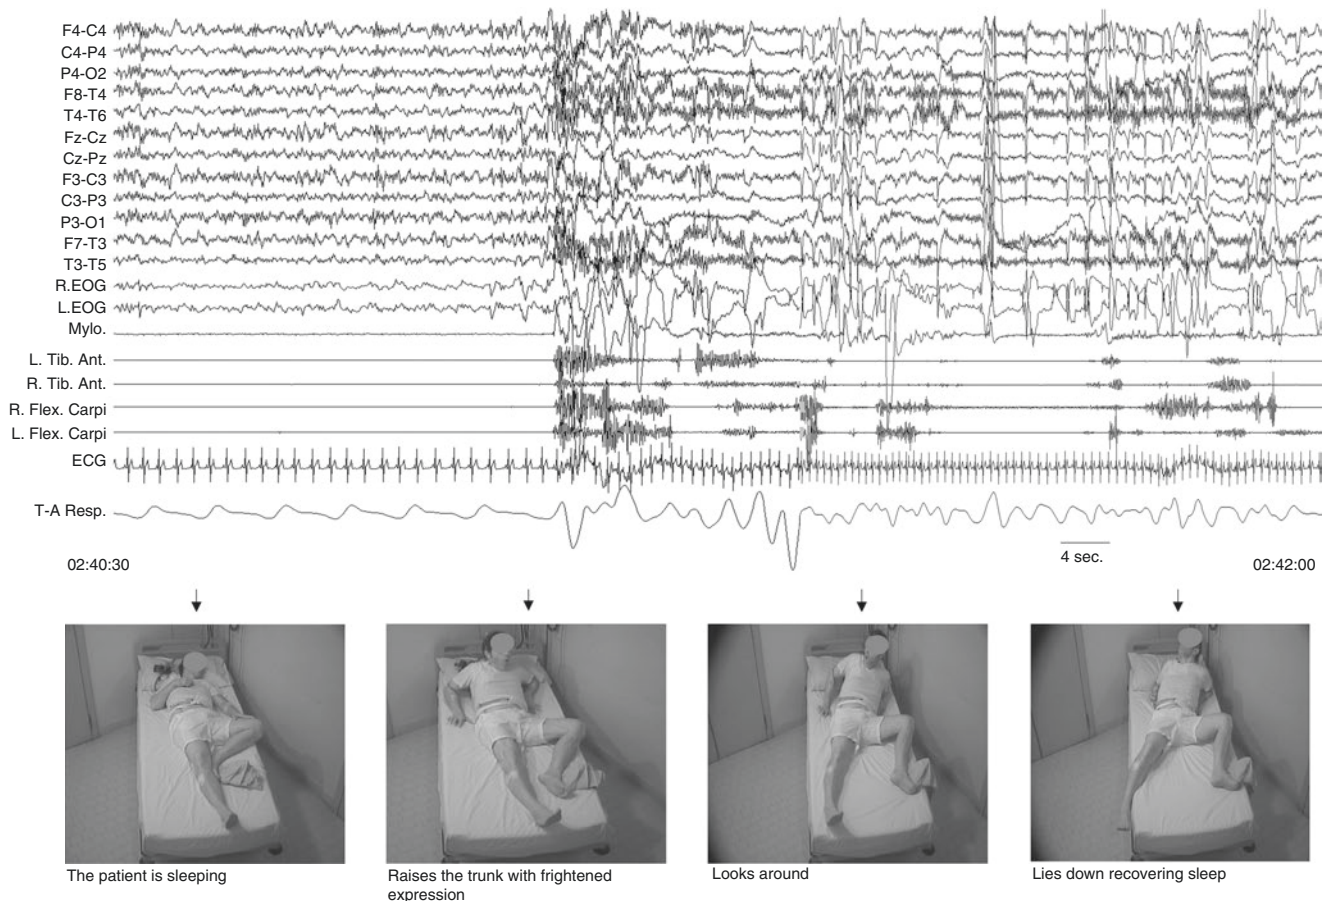 F4-C4
C4-P4
P4-O2
F8-T4
T4-T6
Fz-Cz
Cz-Pz
F3-C3
C3-P3
P3-O1
F7-T3
T3-T5
R.EOG
L.EOG
Mylo.
L. Tib. Ant.
R. Tib. Ant.
R. Flex. Carpi
L. Flex. Carpi
ECG
T-A Resp.
4 sec.
02:40:30
02:42:00
The patient is sleeping
Raises the trunk with frightened
expression
Looks around
Lies down recovering sleep